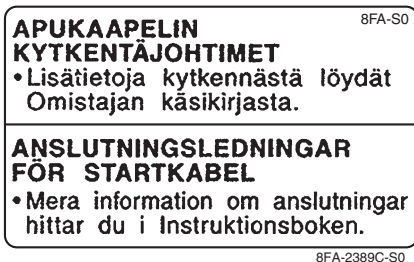 8FA-S0
APUKAAPELIN
KYTKENTÄJOHTIMET
• Lisätietoja kytkennästä löydät
Omistajan käsikirjasta.
ANSLUTNINGSLEDNINGAR
FÖR STARTKABEL
• Mera information om anslutningar
hittar du i Instruktionsboken.
8FA-2389C-S0